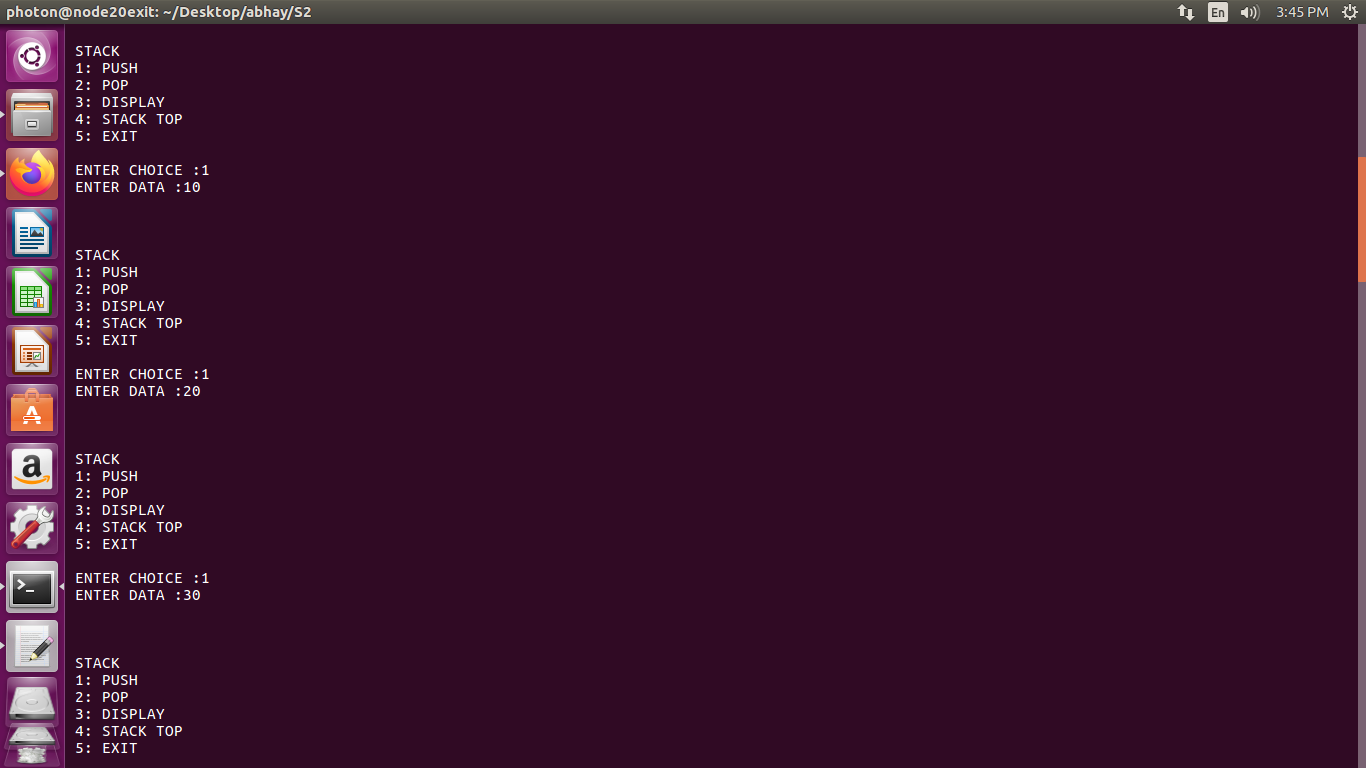 photon@node20exit: ~/Desktop/abhay/S2
En
3:45 PM
STACK
1: PUSH
2: POP
3: DISPLAY
4: STACK TOP
5: EXIT
ENTER CHOICE :1
ENTER DATA :10
STACK
1: PUSH
2: POP
3: DISPLAY
4: STACK TOP
5: EXIT
ENTER CHOICE :1
ENTER DATA :20
STACK
1: PUSH
2: POP
3: DISPLAY
4: STACK TOP
5: EXIT
ENTER CHOICE :1
ENTER DATA :30
STACK
1: PUSH
2: POP
3: DISPLAY
4: STACK TOP
5: EXIT